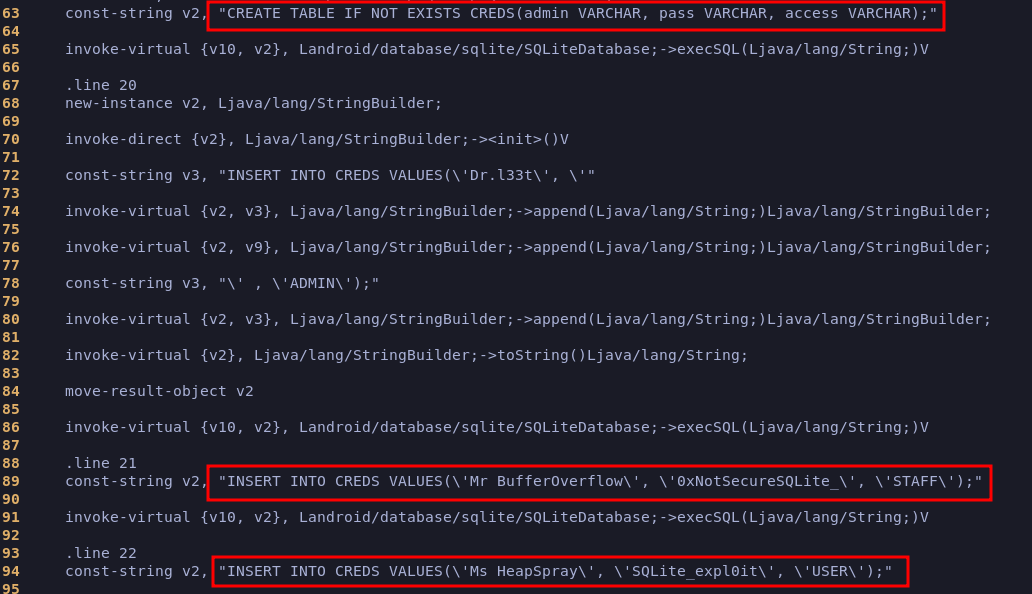 63 const-string v2, "CREATE TABLE IF NOT EXISTS CREDS(admin VARCHAR, pass VARCHAR, access VARCHAR);"
64
65 invoke-virtual {v10, v2}, Landroid/database/sqlite/SQLiteDatabase;->execSQL(Ljava/lang/String;)V
66
67 .line 20
68 new-instance v2, Ljava/lang/StringBuilder;
69
70 invoke-direct {v2}, Ljava/lang/StringBuilder;-><init>()V
71
72 const-string v3, "INSERT INTO CREDS VALUES(\'Dr.l33t\', \'"
73
74 invoke-virtual {v2, v3}, Ljava/lang/StringBuilder;->append(Ljava/lang/String;)Ljava/lang/StringBuilder;
75
76 invoke-virtual {v2, v9}, Ljava/lang/StringBuilder;->append(Ljava/lang/String;)Ljava/lang/StringBuilder;
77
78 const-string v3, "\' , \'ADMIN\');"
79
80 invoke-virtual {v2, v3}, Ljava/lang/StringBuilder;->append(Ljava/lang/String;)Ljava/lang/StringBuilder;
81
82 invoke-virtual {v2}, Ljava/lang/StringBuilder;->toString()Ljava/lang/String;
83
84 move-result-object v2
85
86 invoke-virtual {v10, v2}, Landroid/database/sqlite/SQLiteDatabase;->execSQL(Ljava/lang/String;)V
87
88 .line 21
89 const-string v2, "INSERT INTO CREDS VALUES(\'Mr BufferOverflow\', \'0xNotSecureSQLite_\', \'STAFF\');"
90
91 invoke-virtual {v10, v2}, Landroid/database/sqlite/SQLiteDatabase;->execSQL(Ljava/lang/String;)V
92
93 .line 22
94 const-string v2, "INSERT INTO CREDS VALUES(\'Ms HeapSpray\', \'SQLite_expl0it\', \'USER\');"
95